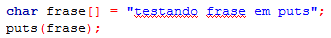 char frase[] = "testando frase em puts";
puts(frase);